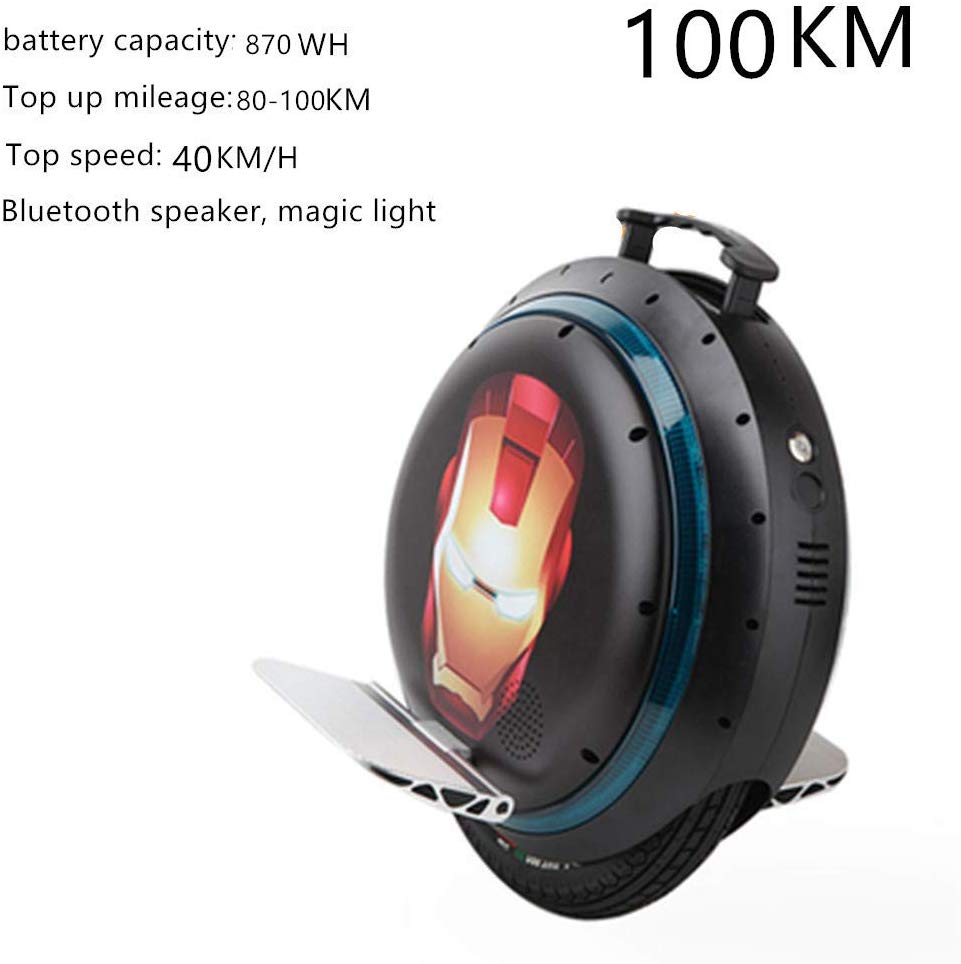 battery capacity: 870 WH
100KM
Top up mileage:80-100KM
Top speed: 40KM/H
Bluetooth speaker, magic light